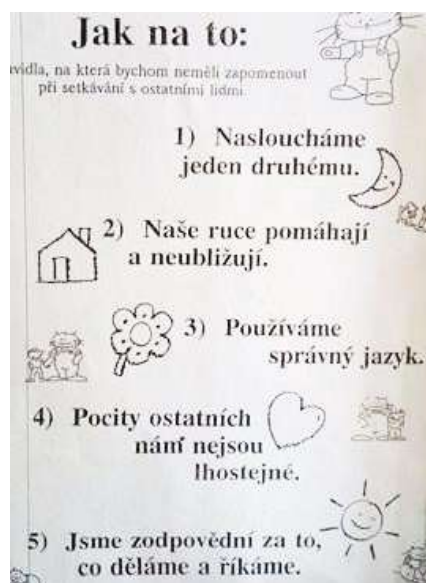 Jak na to:
vidla, na která bychom neměli zapomenout
při setkávání s ostatními lidmi.
1) Nasloucháme
jeden druhému.
2) Naše ruce pomáhají
a neubližují.
3) Používáme
správný jazyk.
4) Pocity ostatních
nám nejsou
lhostejné.
5) Jsme zodpovědní za to,
co děláme a říkáme.